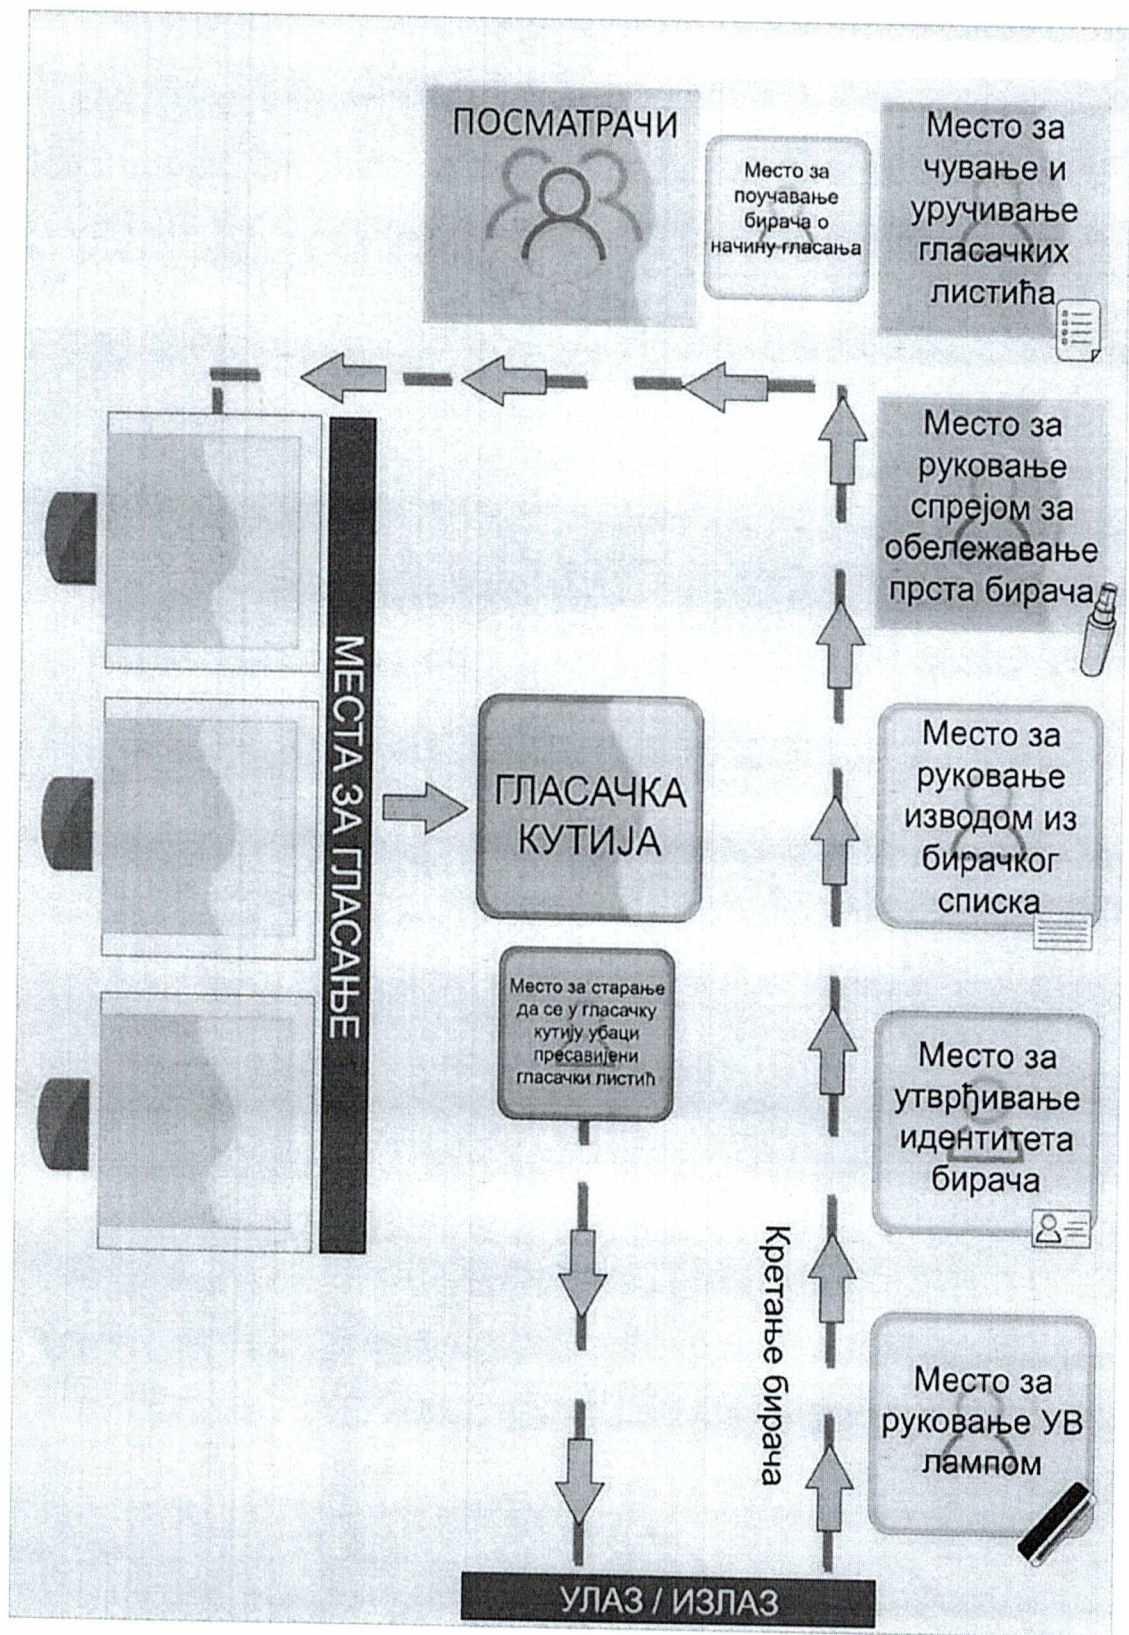 ПОСМАТРАЧИ
Место за
поучавање
бирача о
начину гласања
Место за
чување и
уручивање
гласачких
листића
Место за
руковање
спрејом за
обележавање
прста бирача
МЕСТА ЗА ГЛАСАЊЕ
ГЛАСАЧКА
КУТИЈА
Место за
руковање
изводом из
бирачког
списка
Место за старање
да се у гласачку
кутију убаци
пресавијени
гласачки листић
Место за
утврђивање
идентитета
бирача
Кретање бирача
Место за
руковање УВ
лампом
УЛАЗ / ИЗЛАЗ